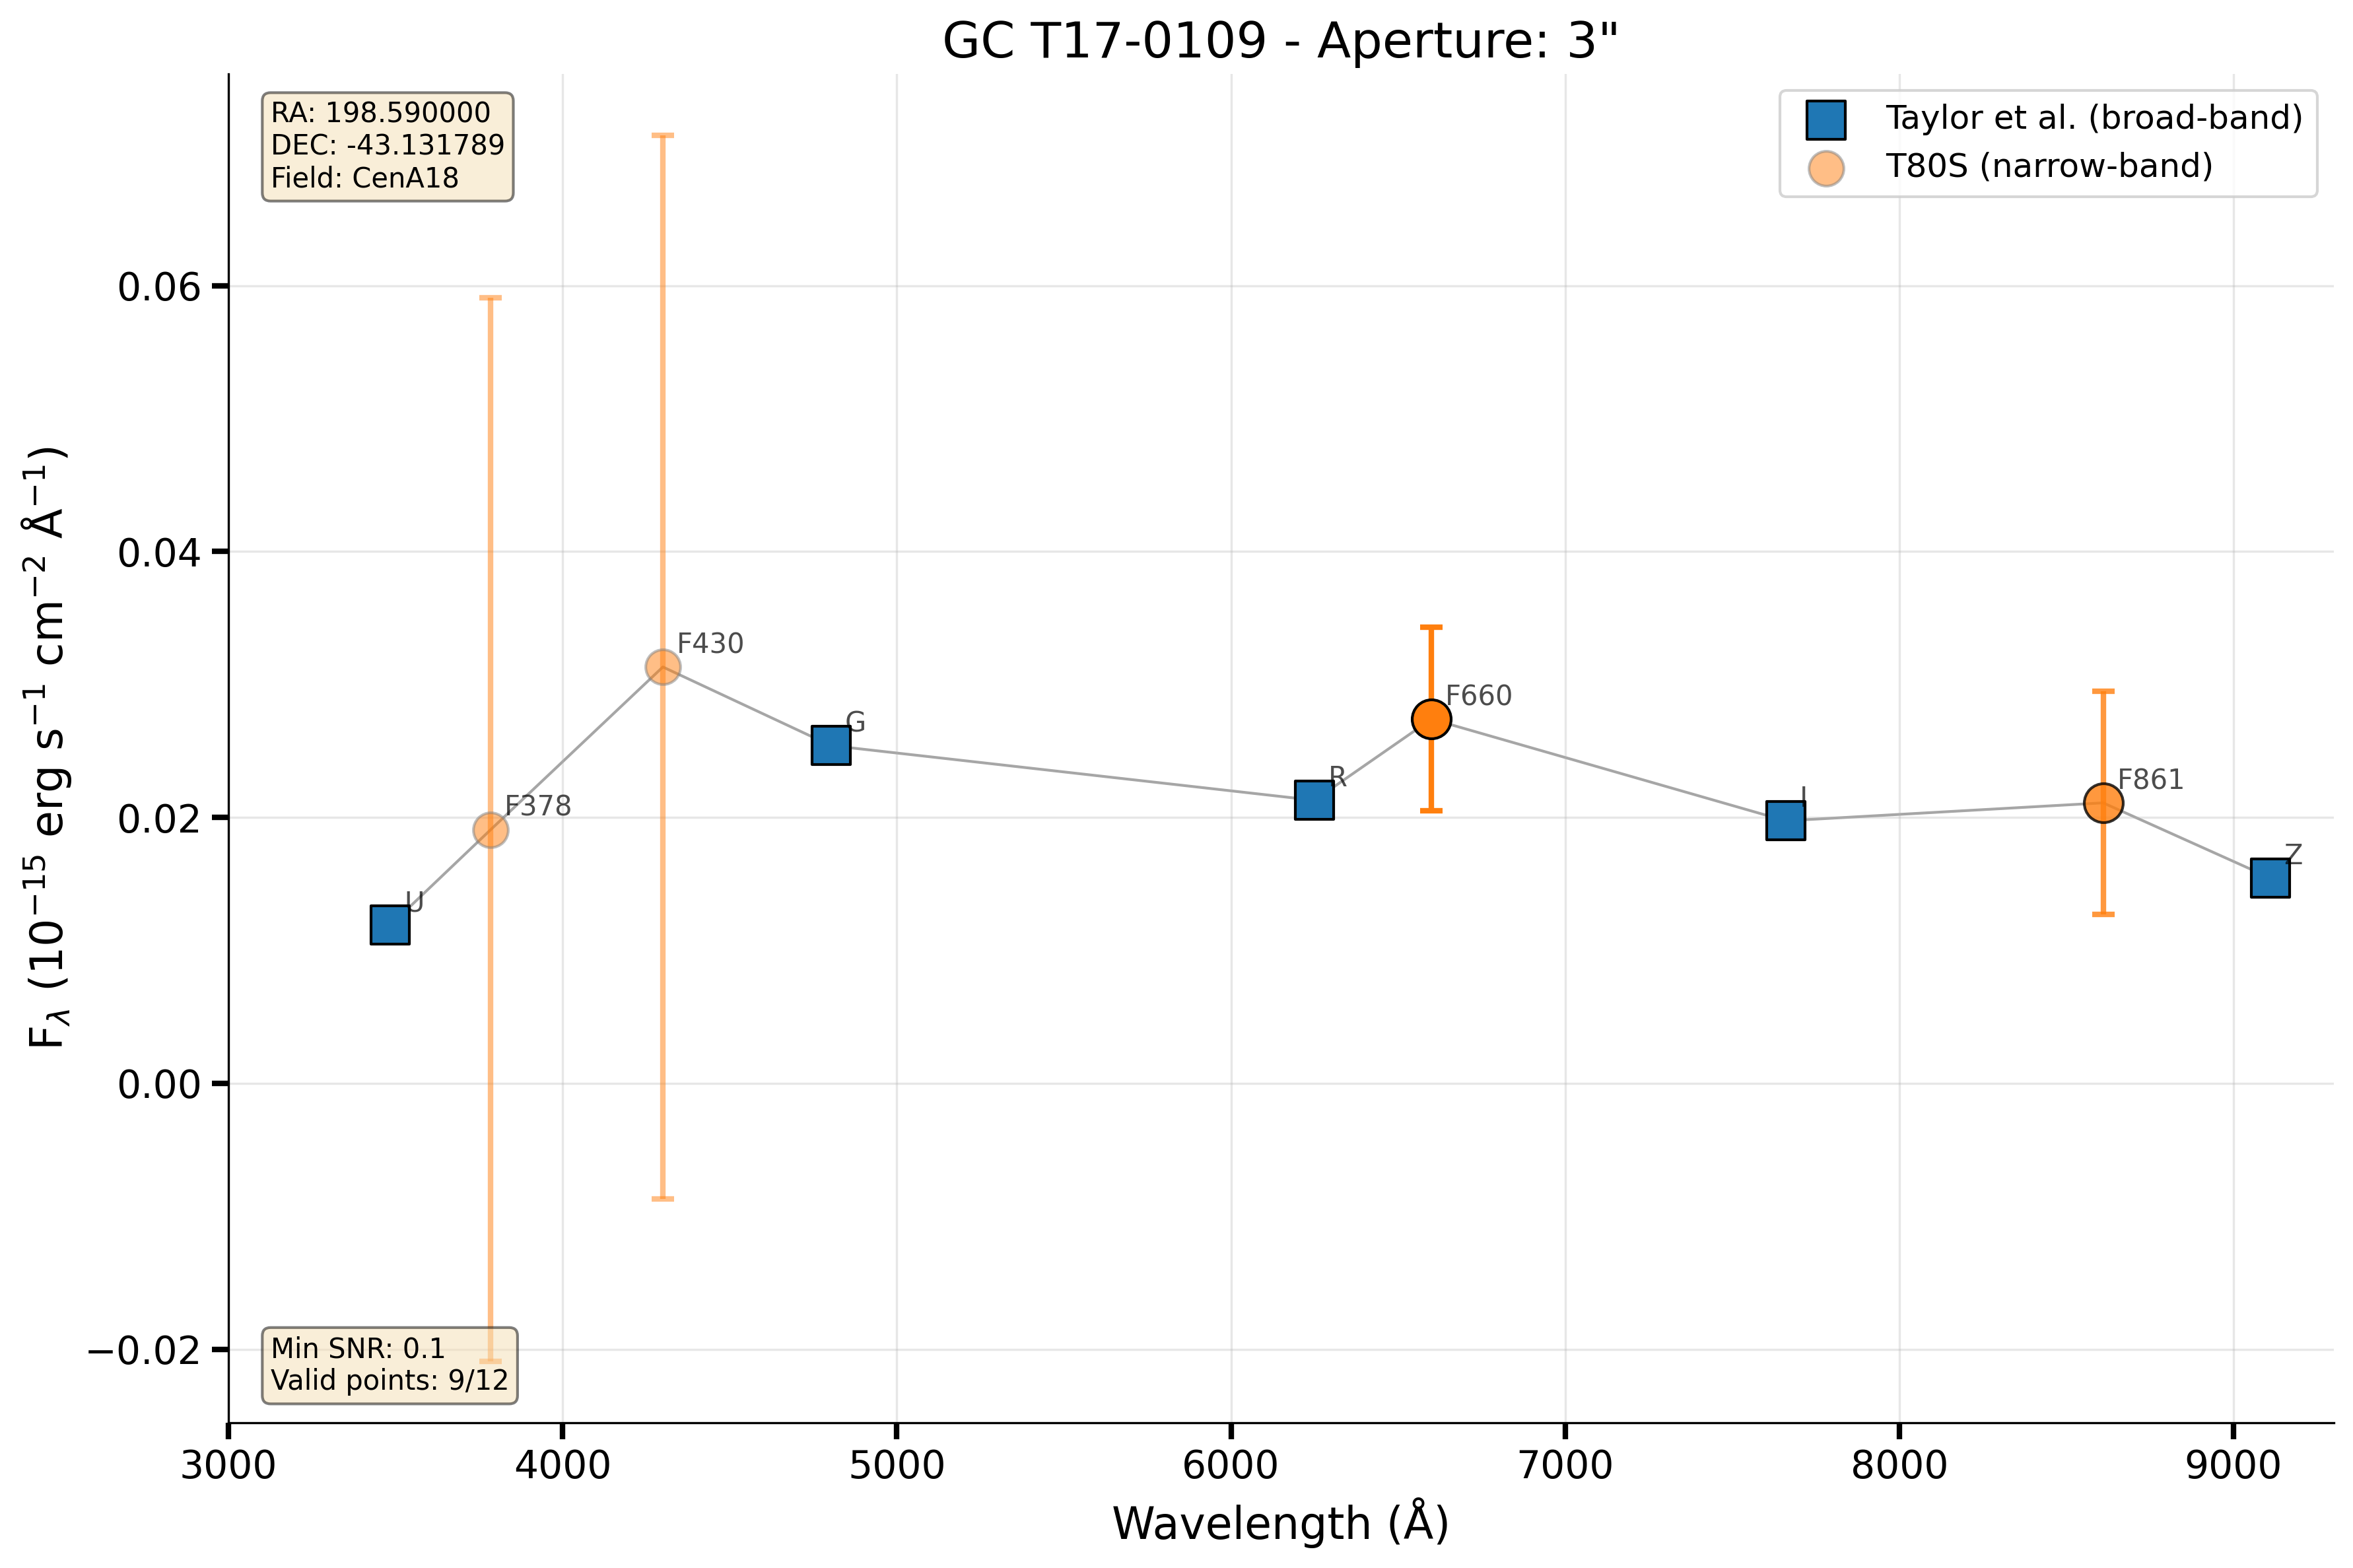 GC T17-0109 - Aperture: 3"
RA: 198.590000
DEC: -43.131789
Field: CenA18
Taylor et al. (broad-band)
T80S (narrow-band)
F_λ (10⁻¹⁵ erg s⁻¹ cm⁻² Å⁻¹)
0.06
0.04
0.02
0.00
−0.02
U
F378
F430
G
R
F660
I
F861
Z
Min SNR: 0.1
Valid points: 9/12
3000 4000 5000 6000 7000 8000 9000
Wavelength (Å)